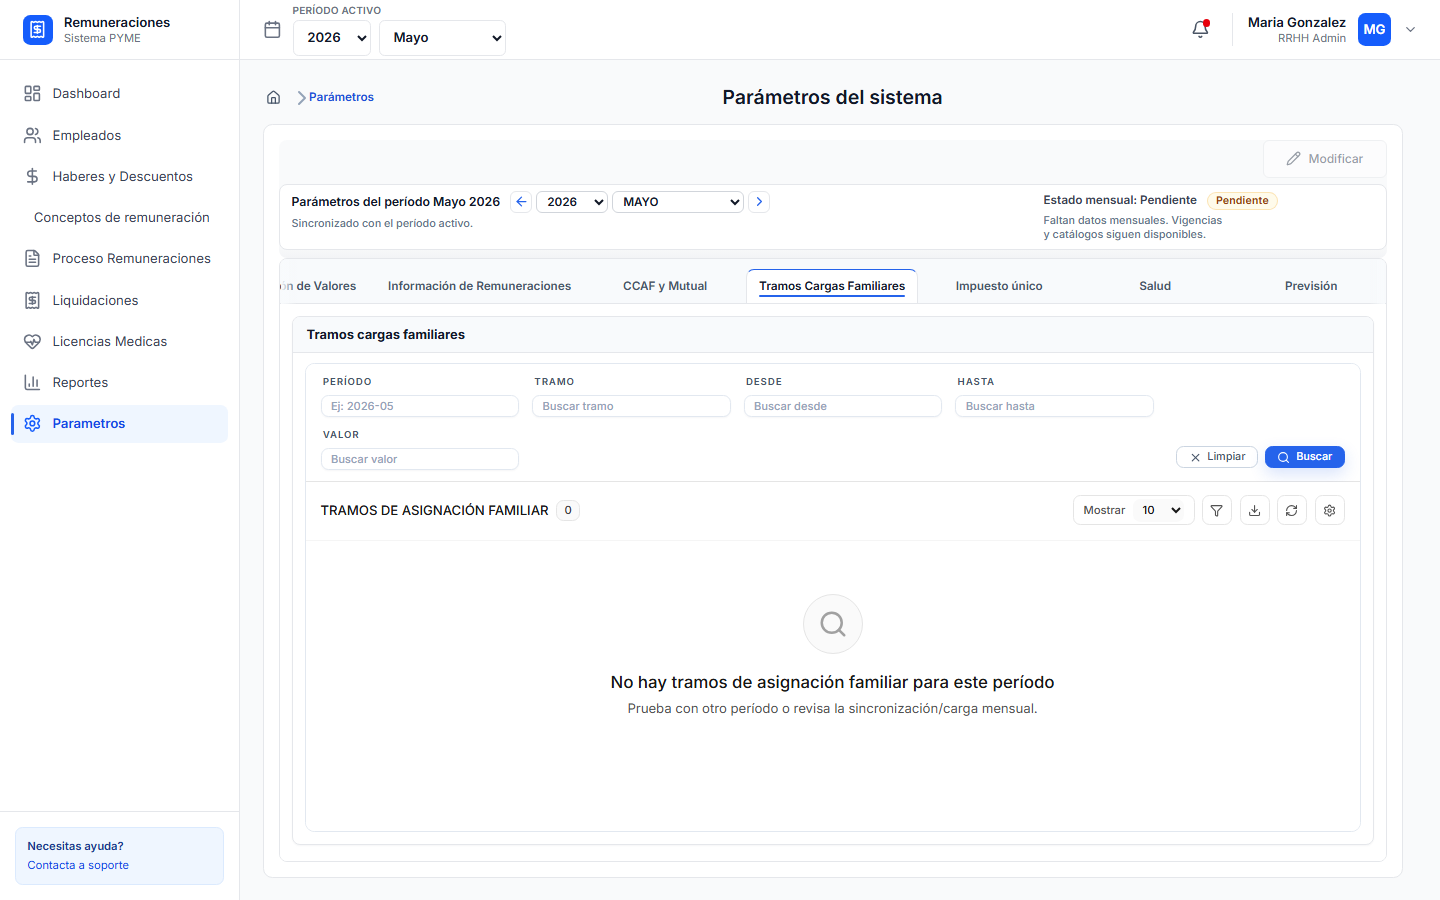 Remuneraciones
Sistema PYME
PERÍODO ACTIVO
2026
Mayo
Maria Gonzalez
RRHH Admin
MG
Dashboard
Empleados
Haberes y Descuentos
Conceptos de remuneración
Proceso Remuneraciones
Liquidaciones
Licencias Medicas
Reportes
Parametros
Necesitas ayuda?
Contacta a soporte
Parámetros
Parámetros del sistema
Modificar
Parámetros del período Mayo 2026
2026
MAYO
Sincronizado con el período activo.
Estado mensual: Pendiente
Pendiente
Faltan datos mensuales. Vigencias
y catálogos siguen disponibles.
de Valores
Información de Remuneraciones
CCAF y Mutual
Tramos Cargas Familiares
Impuesto único
Salud
Previsión
Tramos cargas familiares
PERÍODO
TRAMO
DESDE
HASTA
Ej: 2026-05
Buscar tramo
Buscar desde
Buscar hasta
VALOR
Buscar valor
Limpiar
Buscar
TRAMOS DE ASIGNACIÓN FAMILIAR
0
Mostrar
10
No hay tramos de asignación familiar para este período
Prueba con otro período o revisa la sincronización/carga mensual.